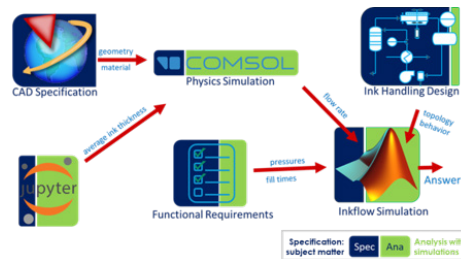 geometry
material
CAD Specification
COMSOL
Physics Simulation
Ink Handling Design
flow rate
topology
behavior
average ink thickness
jupyter
Functional Requirements
pressures
fill times
Inkflow Simulation
Answer
Specification:
subject matter
Spec
Ana
Analysis with
simulations